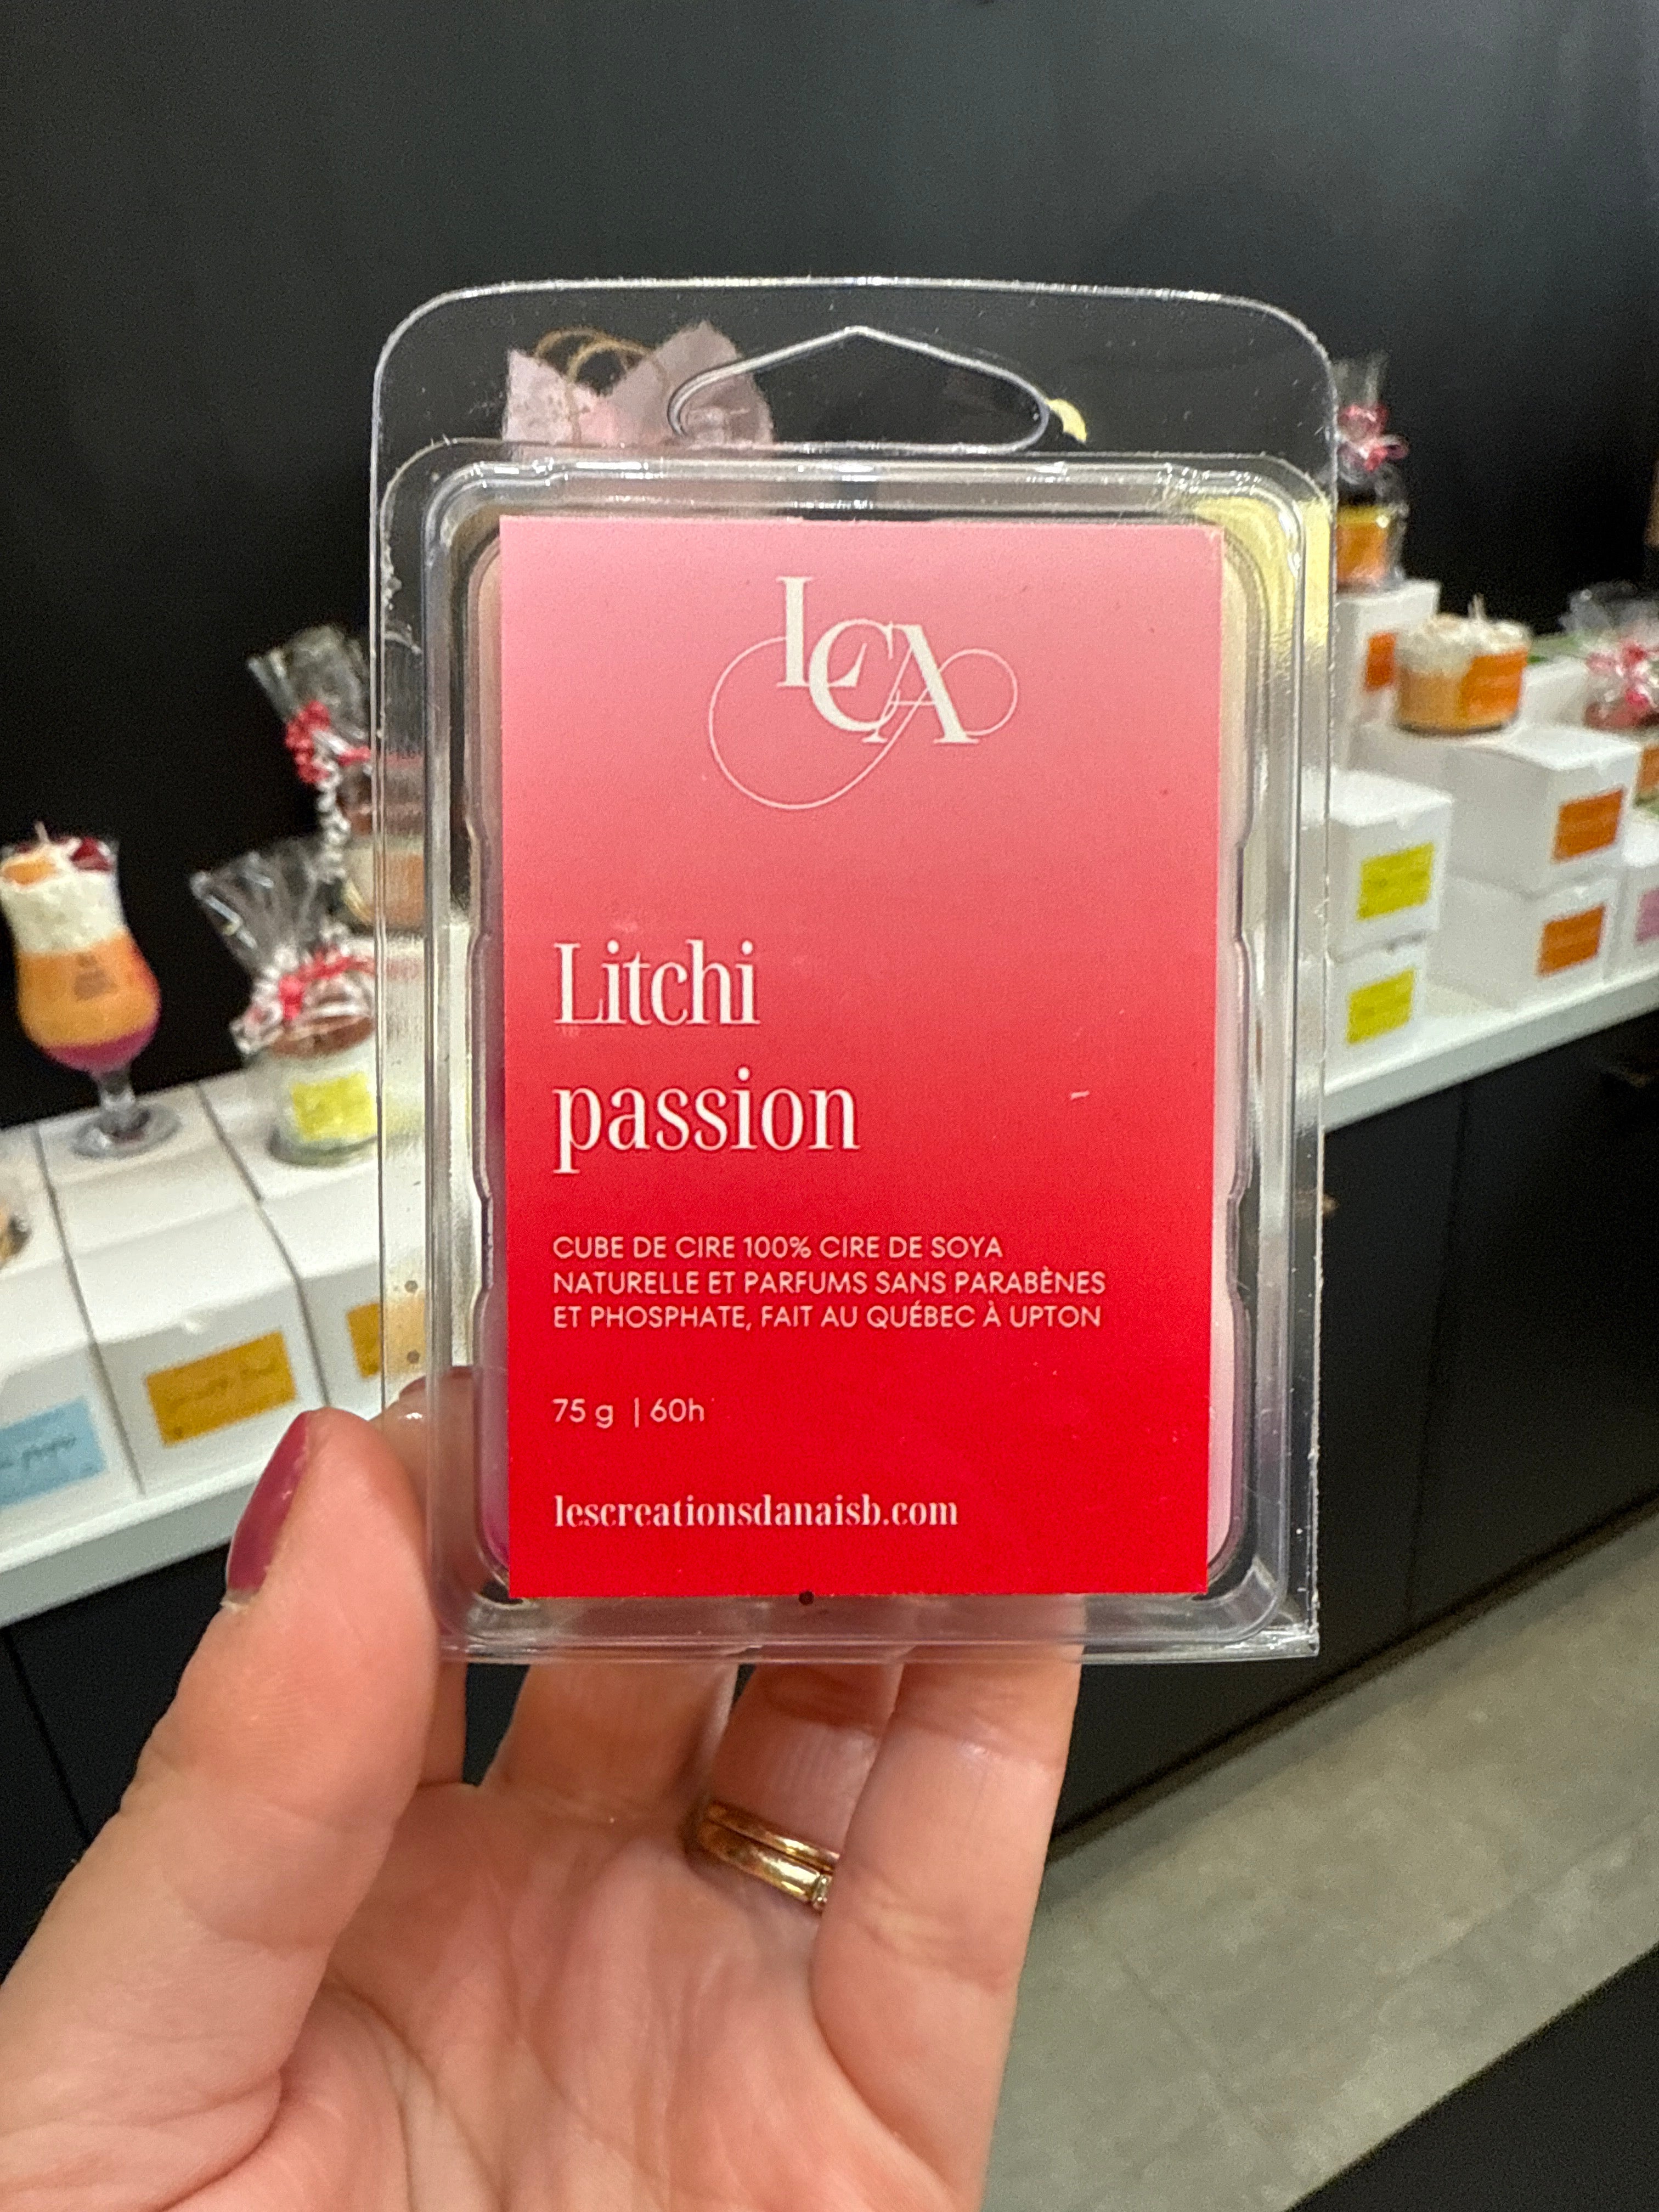 LCA
Litchi
passion
CUBE DE CIRE 100% CIRE DE SOYA
NATURELLE ET PARFUMS SANS PARABÈNES
ET PHOSPHATE, FAIT AU QUÉBEC À UPTON
75 g | 60h
lescreationsdanaisb.com